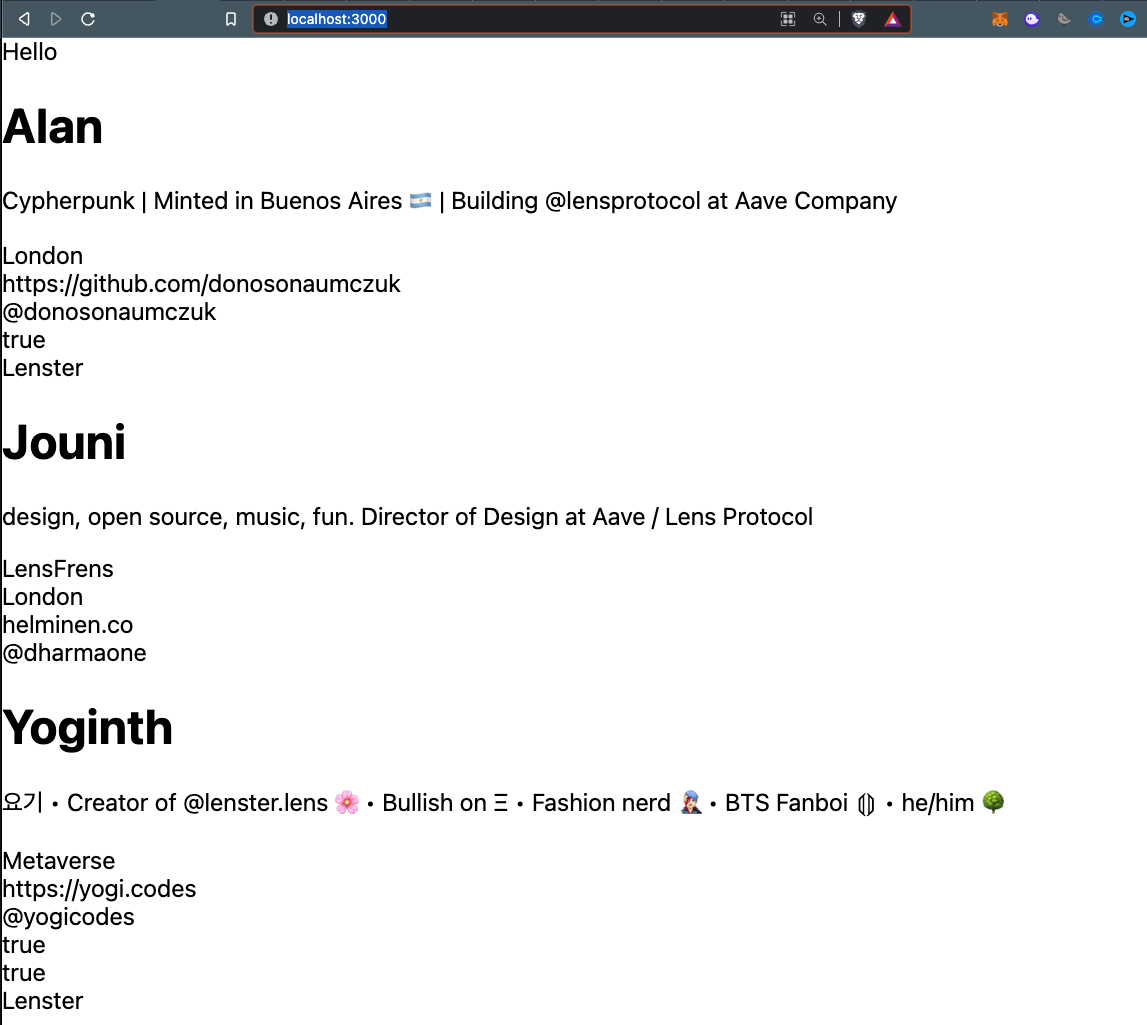 localhost:3000
Hello
Alan
Cypherpunk | Minted in Buenos Aires 🇦🇷 | Building @lensprotocol at Aave Company
London
https://github.com/donosonaumczuk
@donosonaumczuk
true
Lenster
Jouni
design, open source, music, fun. Director of Design at Aave / Lens Protocol
LensFrens
London
helminen.co
@dharmaone
Yoginth
요기 • Creator of @lenster.lens 🌸 • Bullish on Ξ • Fashion nerd 👩‍🎤 • BTS Fanboi ⟬⟭ • he/him 🌳
Metaverse
https://yogi.codes
@yogicodes
true
true
Lenster